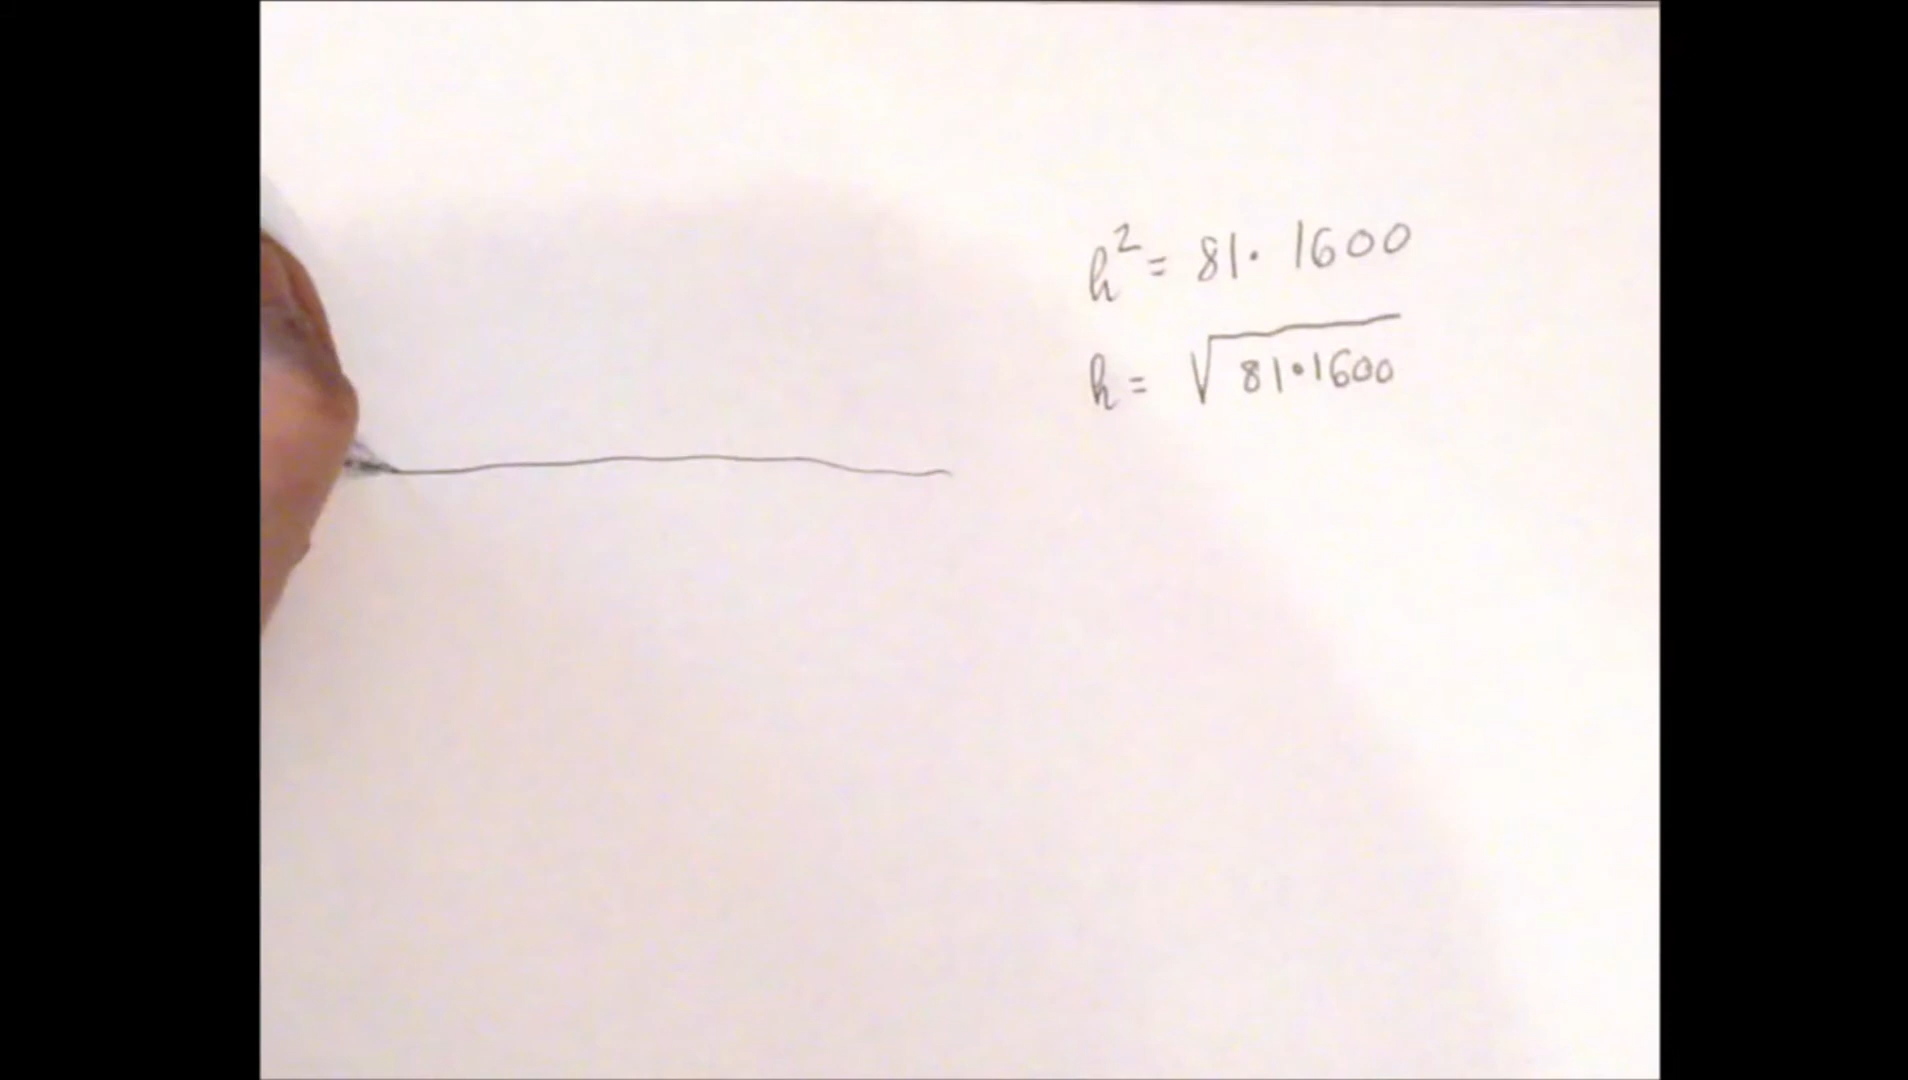 h² = 81 · 1600
h = √81·1600